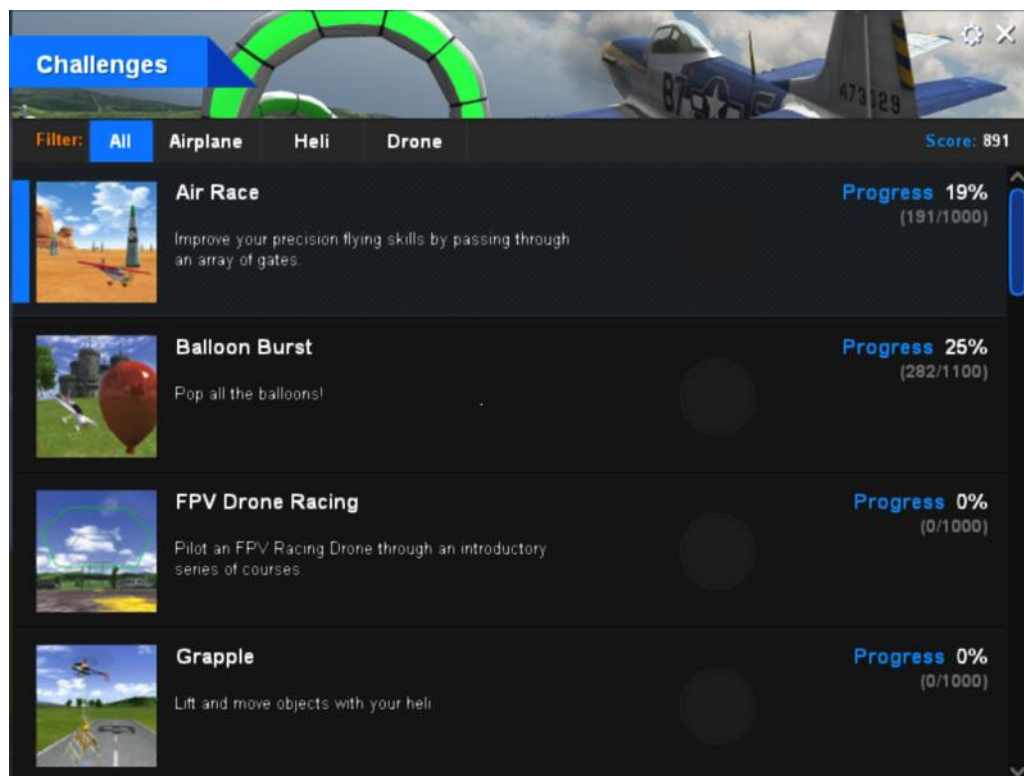 Challenges
Filter: All Airplane Heli Drone Score: 891
Air Race Progress 19%
(191/1000)
Improve your precision flying skills by passing through
an array of gates.
Balloon Burst Progress 25%
(282/1100)
Pop all the balloons!
FPV Drone Racing Progress 0%
(0/1000)
Pilot an FPV Racing Drone through an introductory
series of courses.
Grapple Progress 0%
(0/1000)
Lift and move objects with your heli